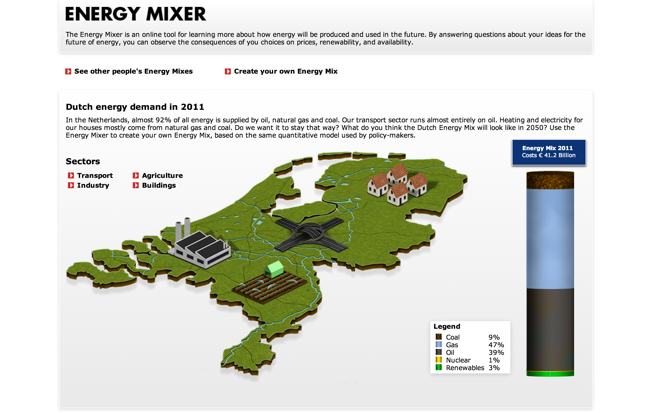 ENERGY MIXER
The Energy Mixer is an online tool for learning more about how energy will be produced and used in the future. By answering questions about your ideas for the
future of energy, you can observe the consequences of you choices on prices, renewability, and availability.
See other people's Energy Mixes
Create your own Energy Mix
Dutch energy demand in 2011
In the Netherlands, almost 92% of all energy is supplied by oil, natural gas and coal. Our transport sector runs almost entirely on oil. Heating and electricity for
our houses mostly come from natural gas and coal. Do we want it to stay that way? What do you think the Dutch Energy Mix will look like in 2050? Use the
Energy Mixer to create your own Energy Mix, based on the same quantitative model used by policy-makers.
Energy Mix 2011
Costs € 41.2 Billion
Sectors
Transport Agriculture
Industry Buildings
Legend
Coal 9%
Gas 47%
Oil 39%
Nuclear 1%
Renewables 3%